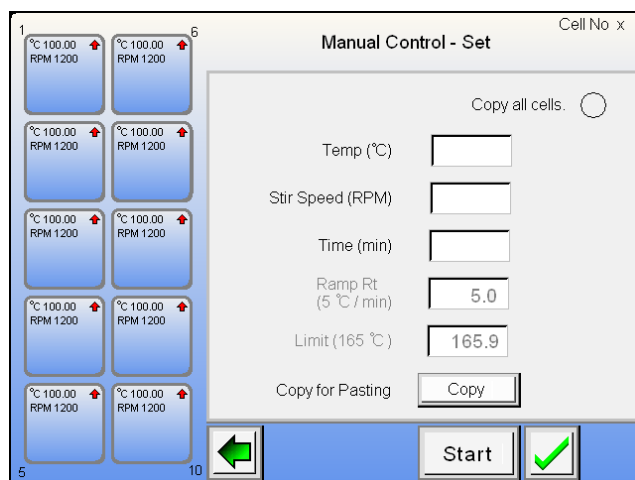 1
6
℃ 100.00
RPM 1200
℃ 100.00
RPM 1200
℃ 100.00
RPM 1200
℃ 100.00
RPM 1200
℃ 100.00
RPM 1200
℃ 100.00
RPM 1200
℃ 100.00
RPM 1200
℃ 100.00
RPM 1200
℃ 100.00
RPM 1200
℃ 100.00
RPM 1200
5
10
Cell No x
Manual Control - Set
Copy all cells.
Temp (℃)
Stir Speed (RPM)
Time (min)
Ramp Rt
(5 ℃ / min)
5.0
Limit (165 ℃)
165.9
Copy for Pasting
Copy
Start